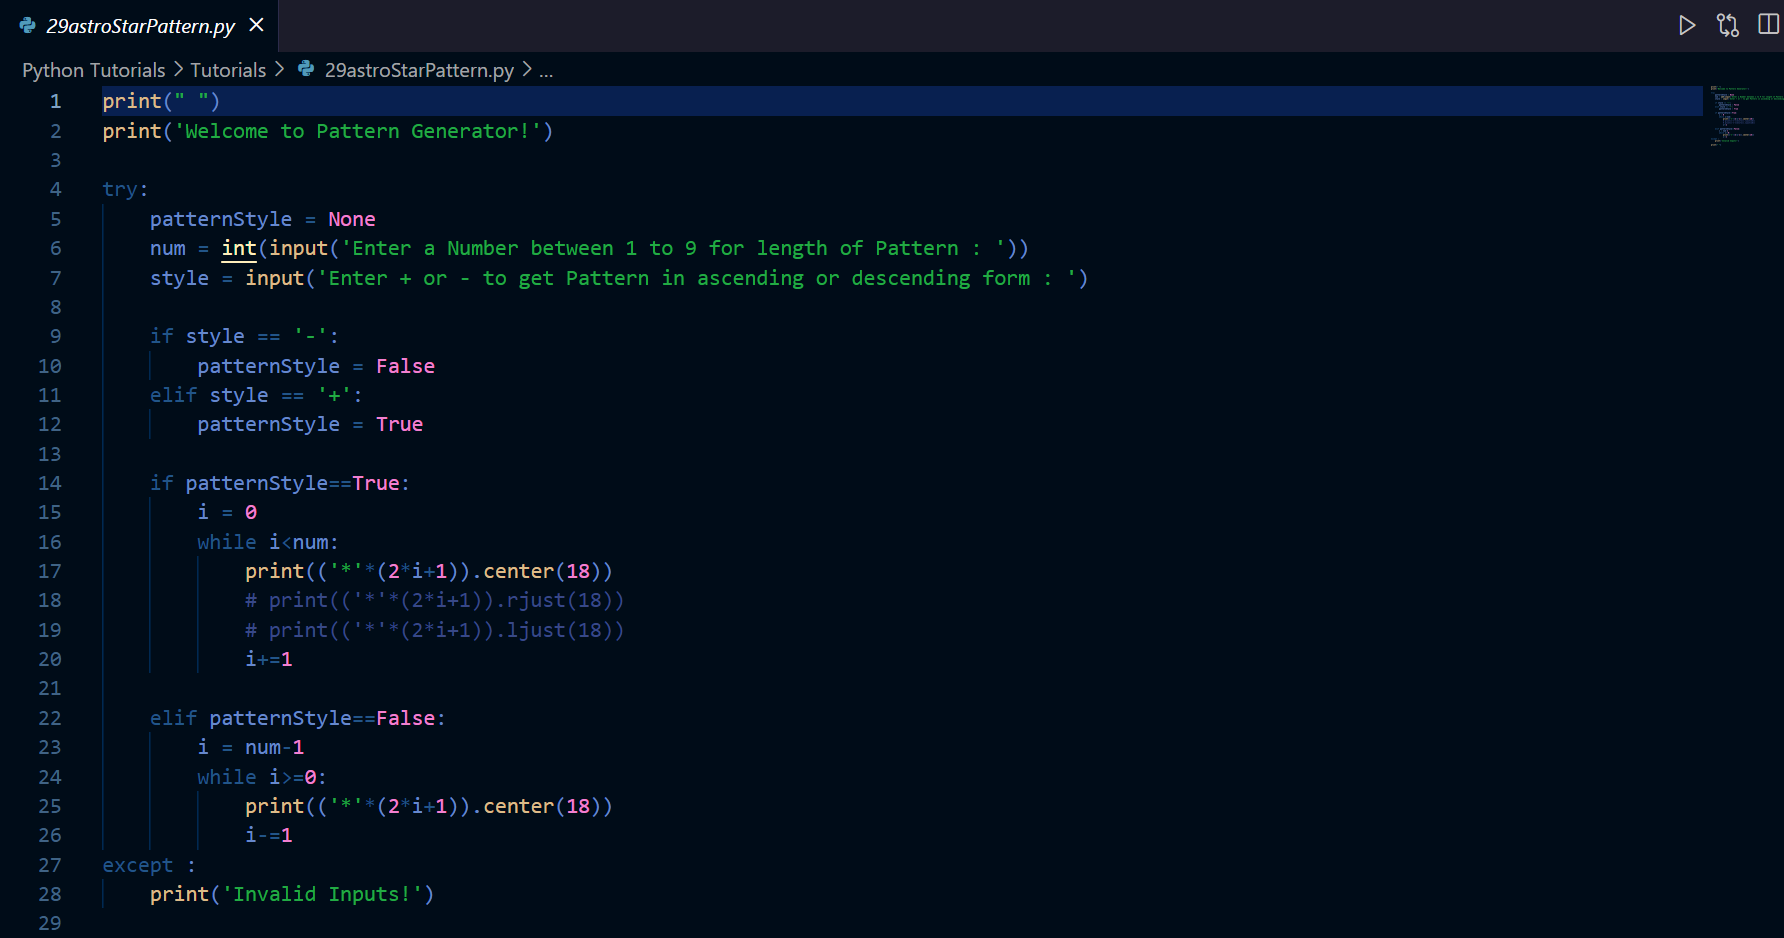 29astroStarPattern.py
Python Tutorials > Tutorials > 29astroStarPattern.py > ...
1 print(" ")
2 print('Welcome to Pattern Generator!')
3
4 try:
5     patternStyle = None
6     num = int(input('Enter a Number between 1 to 9 for length of Pattern : '))
7     style = input('Enter + or - to get Pattern in ascending or descending form : ')
8
9     if style == '-':
10         patternStyle = False
11     elif style == '+':
12         patternStyle = True
13
14     if patternStyle==True:
15         i = 0
16         while i<num:
17             print(('*'*(2*i+1)).center(18))
18             # print(('*'*(2*i+1)).rjust(18))
19             # print(('*'*(2*i+1)).ljust(18))
20             i+=1
21
22     elif patternStyle==False:
23         i = num-1
24         while i>=0:
25             print(('*'*(2*i+1)).center(18))
26             i-=1
27 except :
28     print('Invalid Inputs!')
29